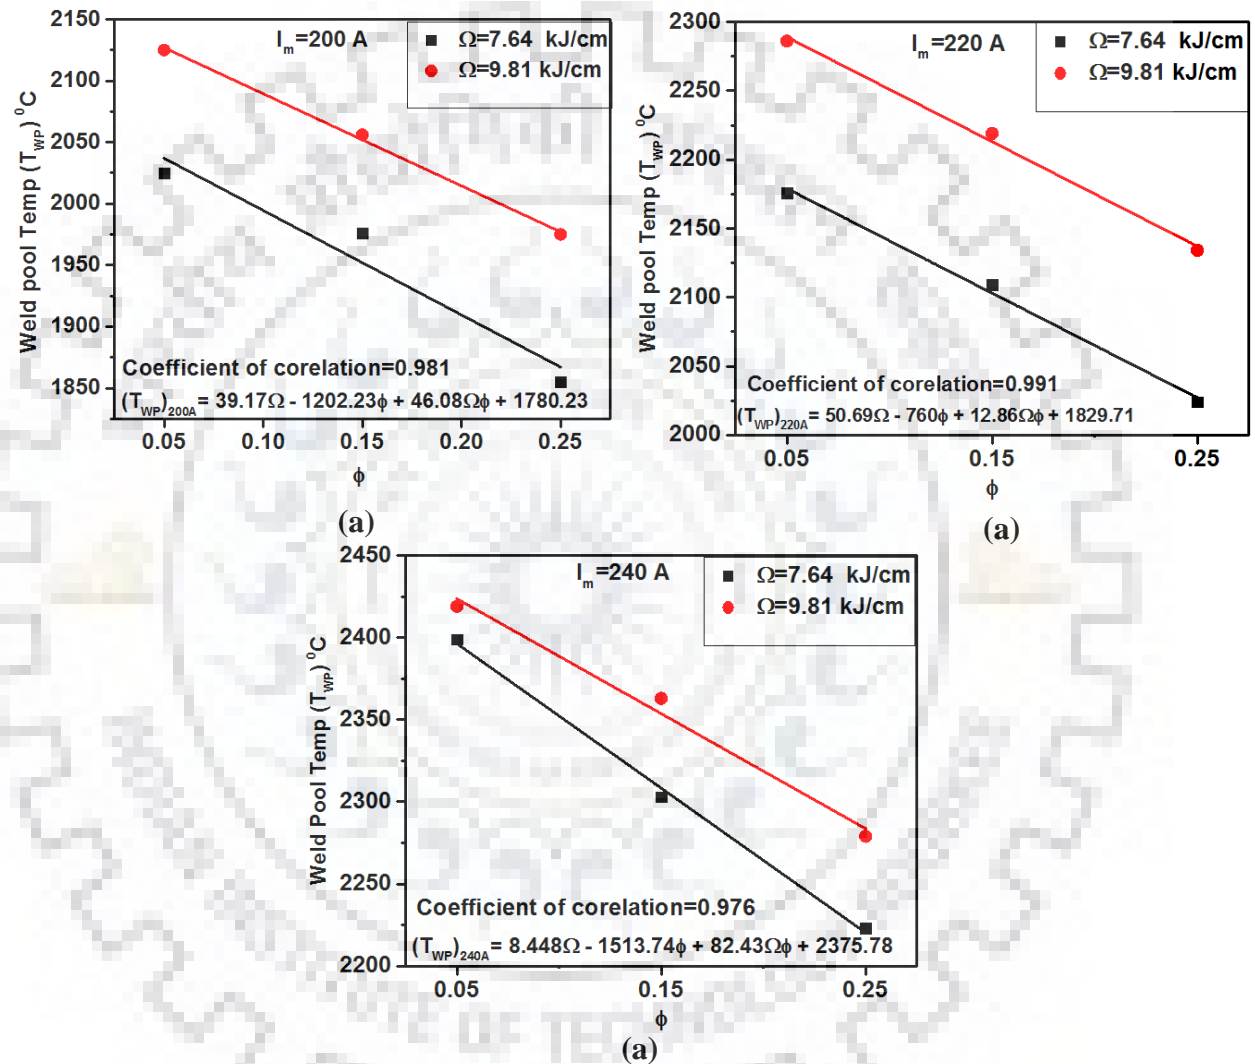 I_m=200 A
Ω=7.64 kJ/cm
Ω=9.81 kJ/cm
2150
2100
2050
2000
1950
1900
1850
Weld pool Temp (T_WP) ⁰C
Coefficient of corelation=0.981
(T_WP)_200A = 39.17Ω - 1202.23ϕ + 46.08Ωϕ + 1780.23
0.05 0.10 0.15 0.20 0.25
ϕ
(a)
I_m=220 A
Ω=7.64 kJ/cm
Ω=9.81 kJ/cm
2300
2250
2200
2150
2100
2050
2000
Weld pool Temp (T_WP) ⁰C
Coefficient of corelation=0.991
(T_WP)_220A = 50.69Ω - 760ϕ + 12.86Ωϕ + 1829.71
0.05 0.15 0.25
ϕ
(a)
I_m=240 A
Ω=7.64 kJ/cm
Ω=9.81 kJ/cm
2450
2400
2350
2300
2250
2200
Weld Pool Temp (T_WP) ⁰C
Coefficient of corelation=0.976
(T_WP)_240A = 8.448Ω - 1513.74ϕ + 82.43Ωϕ + 2375.78
0.05 0.15 0.25
ϕ
(a)